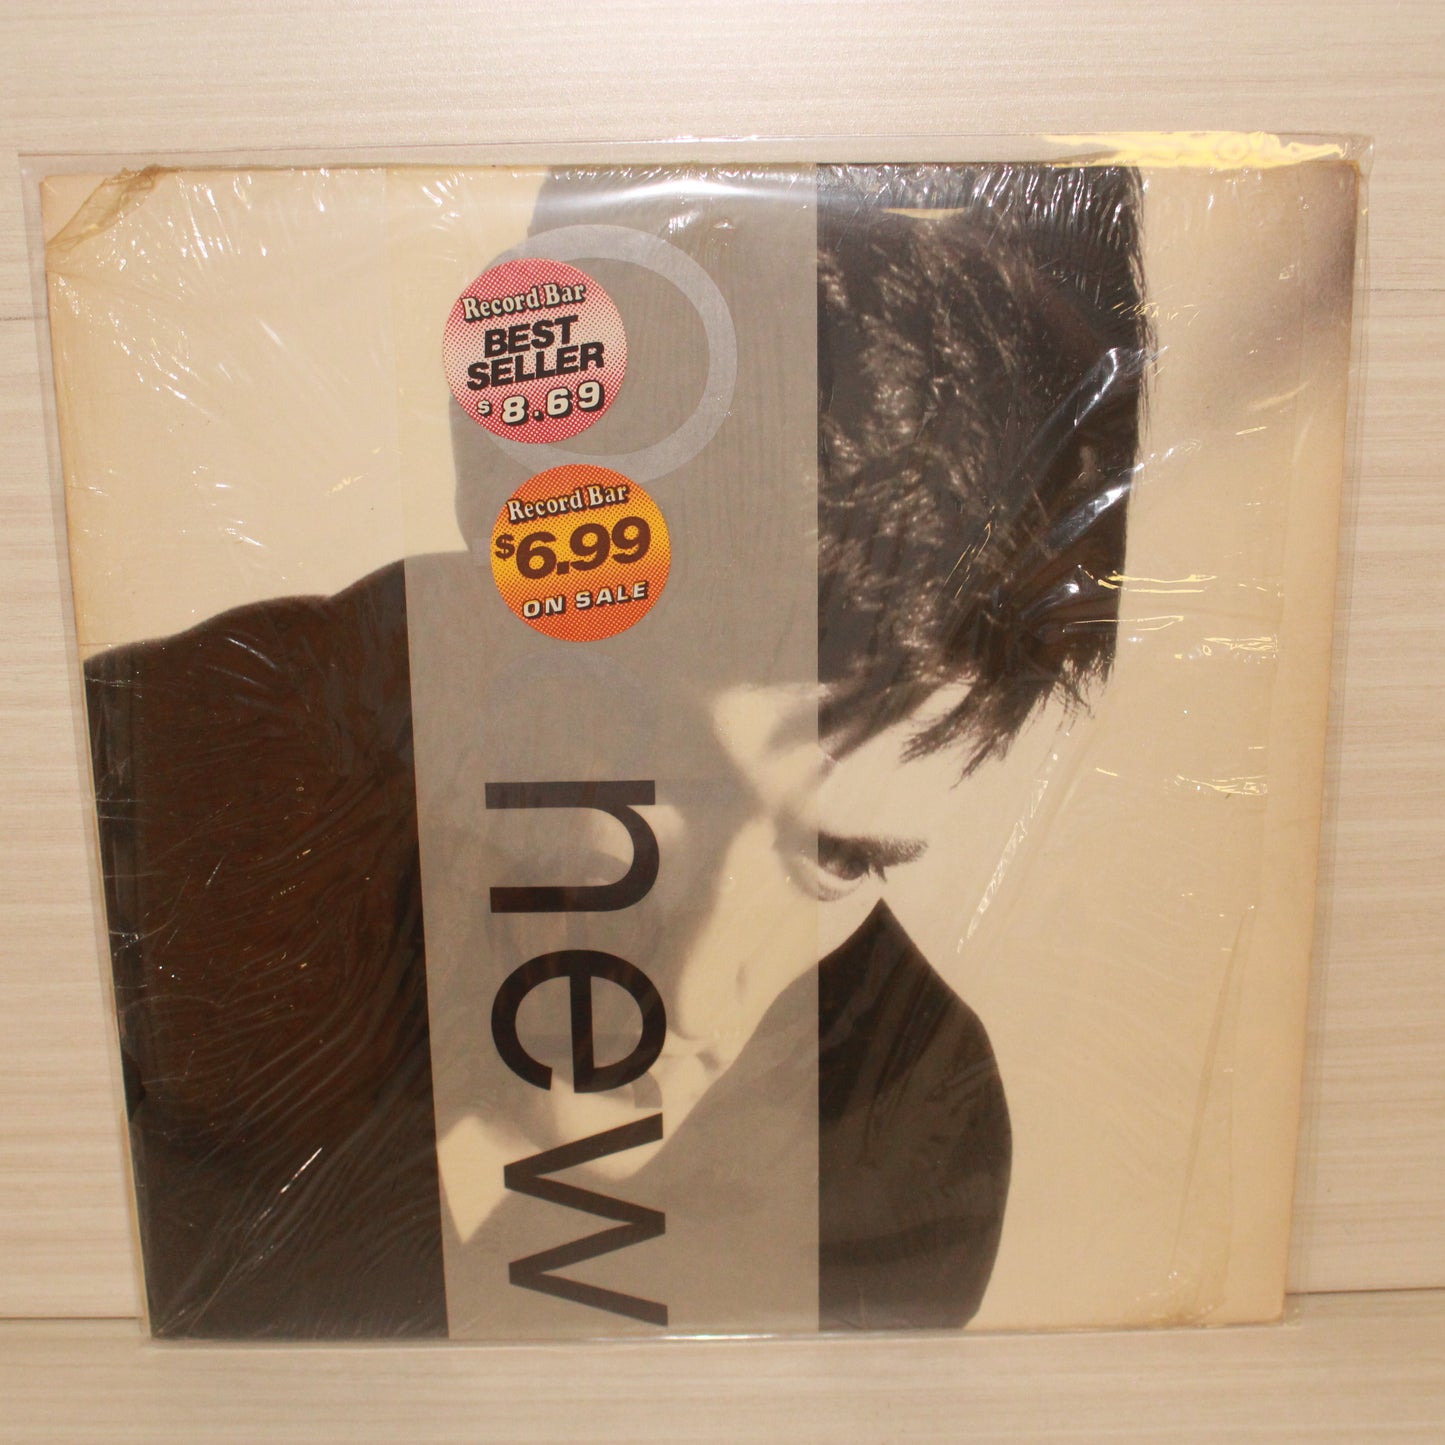 Record Bar
BEST
SELLER
$ 8.69
Record Bar
$6.99
ON SALE
new